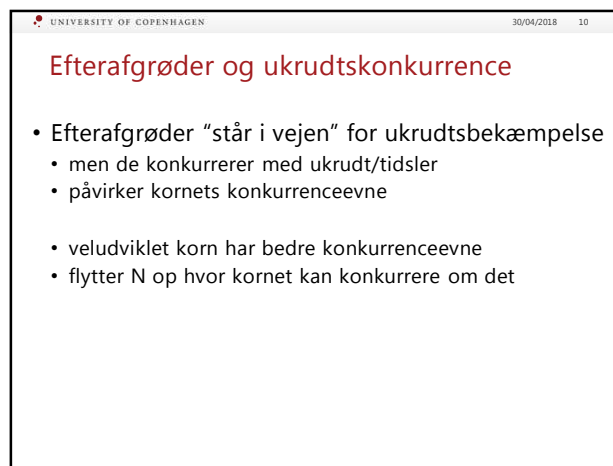 UNIVERSITY OF COPENHAGEN 30/04/2018 10
Efterafgrøder og ukrudtskonkurrence
• Efterafgrøder “står i vejen” for ukrudtsbekæmpelse
• men de konkurrerer med ukrudt/tidsler
• påvirker kornets konkurrenceevne
• veludviklet korn har bedre konkurrenceevne
• flytter N op hvor kornet kan konkurrere om det